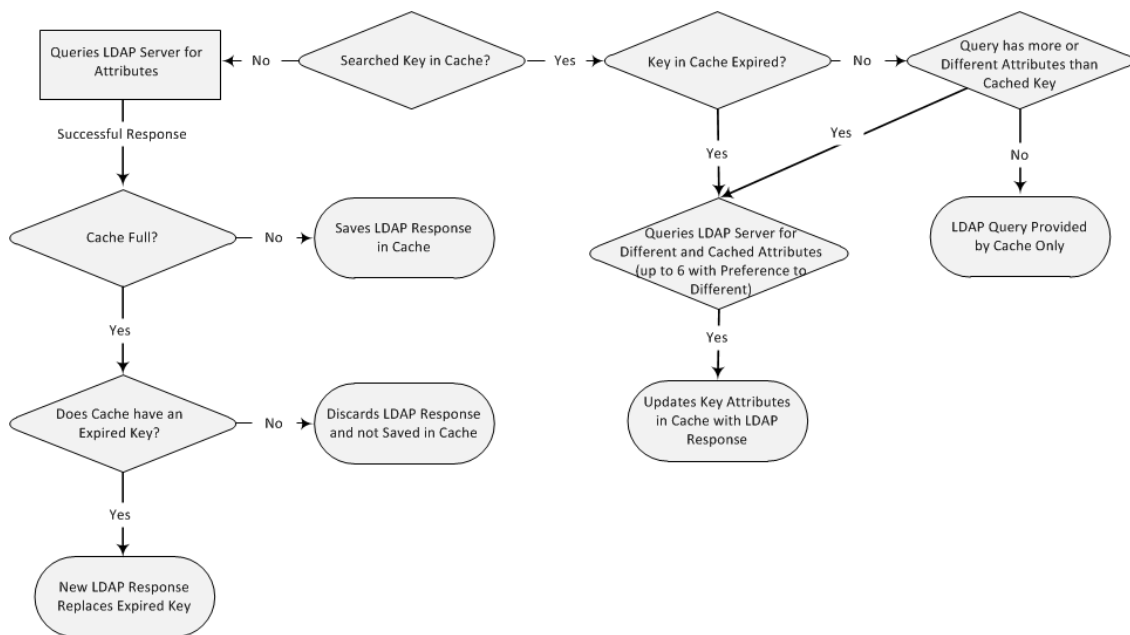 Queries LDAP Server for
Attributes
No
Searched Key in Cache?
Yes
Key in Cache Expired?
No
Query has more or
Different Attributes than
Cached Key
Successful Response
Yes
Yes
No
Cache Full?
No
Saves LDAP Response
in Cache
Queries LDAP Server for
Different and Cached Attributes
(up to 6 with Preference to
Different)
LDAP Query Provided
by Cache Only
Yes
Yes
Does Cache have an
Expired Key?
No
Discards LDAP Response
and not Saved in Cache
Updates Key Attributes
in Cache with LDAP
Response
Yes
New LDAP Response
Replaces Expired Key